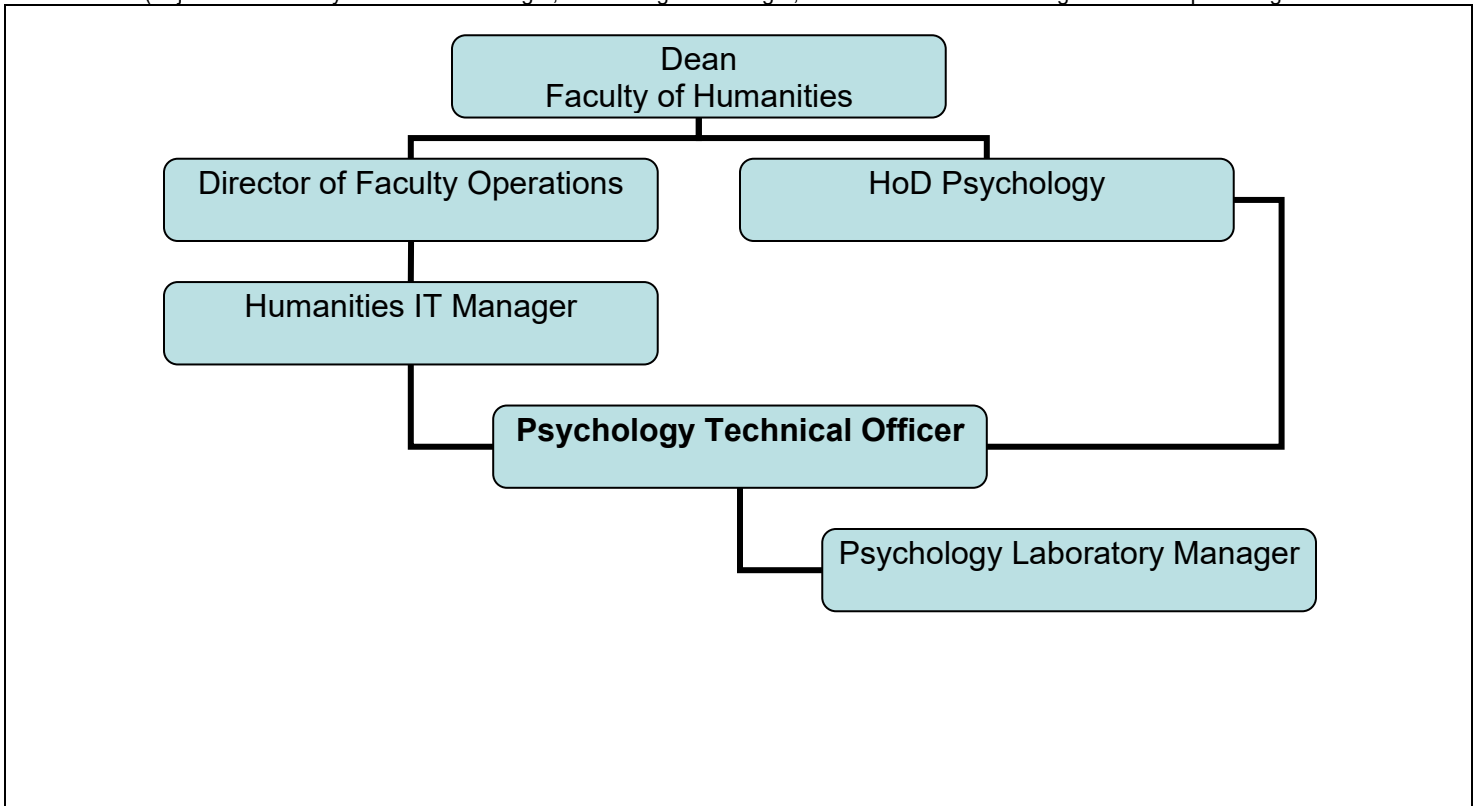 Dean
Faculty of Humanities
Director of Faculty Operations
HoD Psychology
Humanities IT Manager
Psychology Technical Officer
Psychology Laboratory Manager